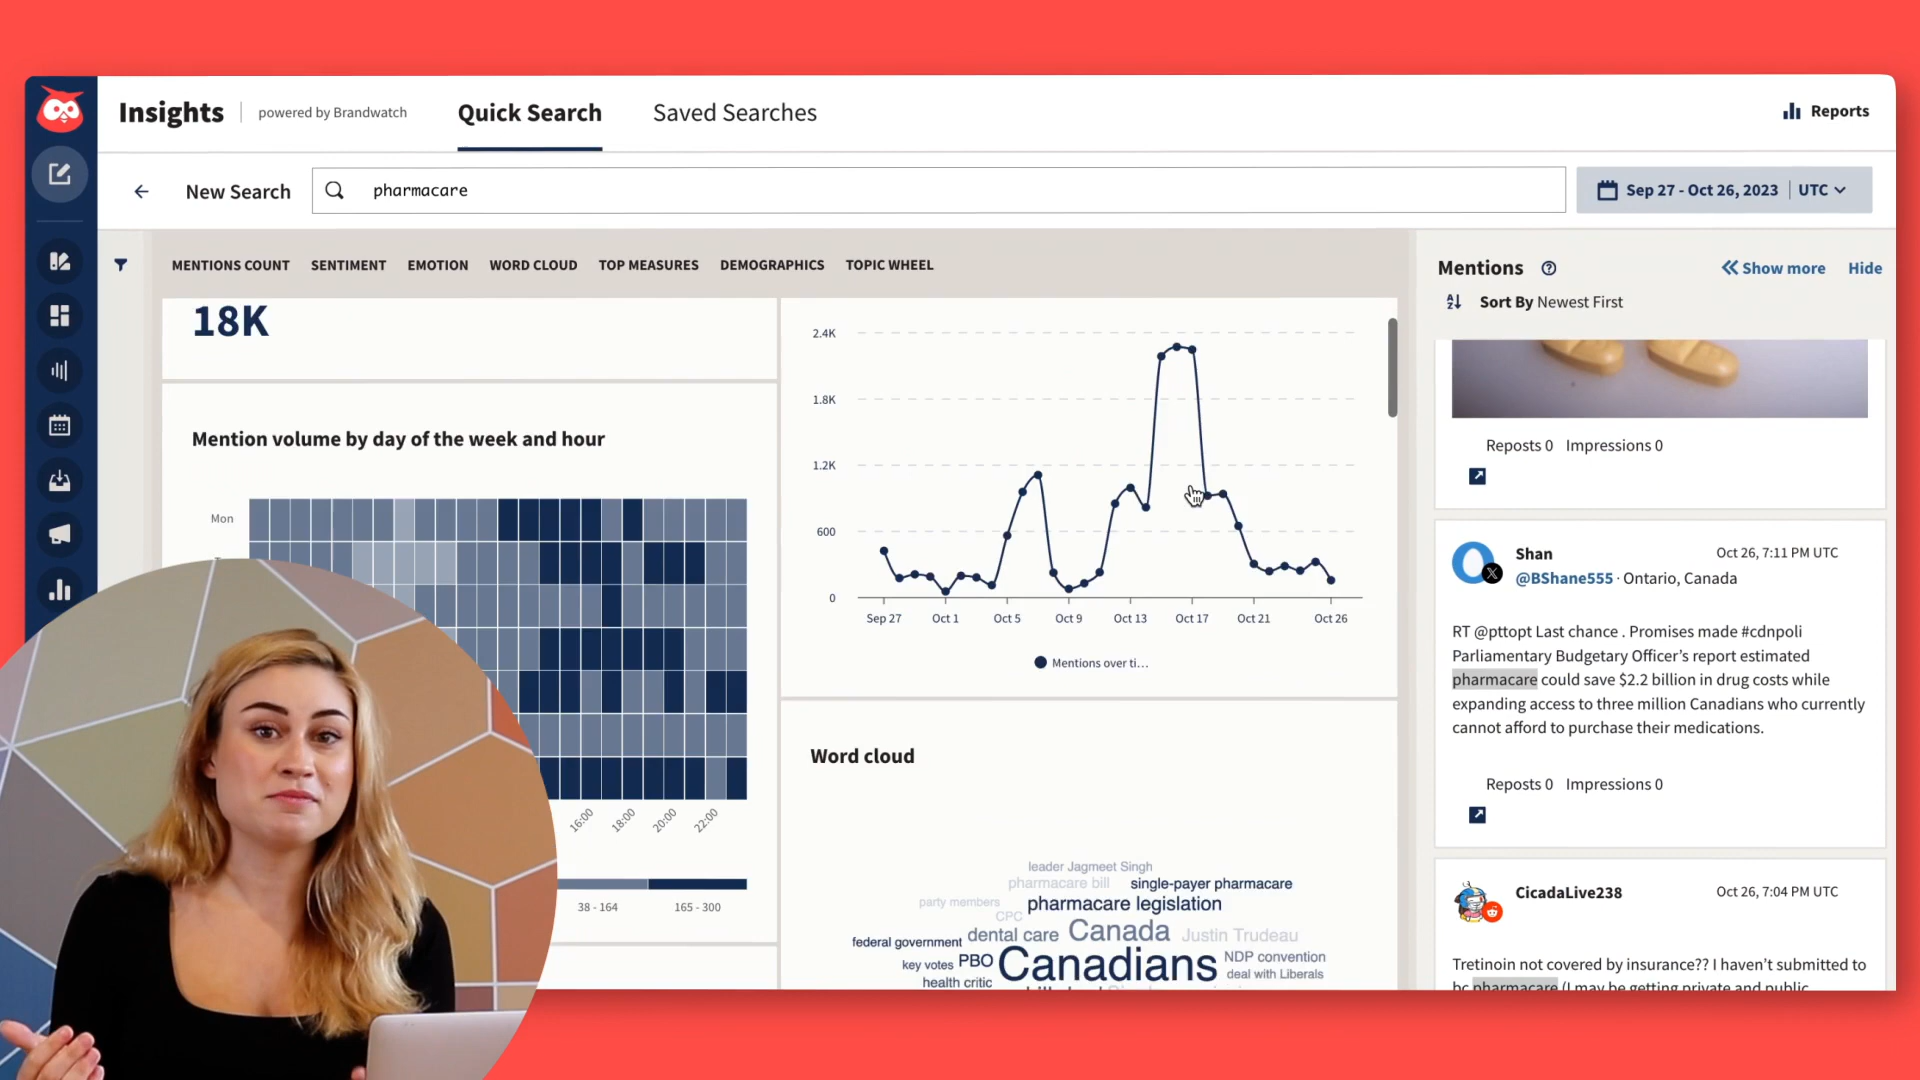 Insights
powered by Brandwatch
Quick Search
Saved Searches
Reports
New Search
pharmacare
Sep 27 - Oct 26, 2023
UTC
MENTIONS COUNT
SENTIMENT
EMOTION
WORD CLOUD
TOP MEASURES
DEMOGRAPHICS
TOPIC WHEEL
18K
Mention volume by day of the week and hour
Mon
16:00
18:00
20:00
22:00
38 - 164
165 - 300
2.4K
1.8K
1.2K
600
0
Sep 27
Oct 1
Oct 5
Oct 9
Oct 13
Oct 17
Oct 21
Oct 26
Mentions over ti...
Word cloud
leader Jagmeet Singh
pharmacare bill
single-payer pharmacare
party members
pharmacare legislation
CPC
federal government
dental care
Canada
Justin Trudeau
key votes
PBO
Canadians
NDP convention
deal with Liberals
health critic
Mentions
Show more
Hide
Sort By Newest First
Reposts 0 Impressions 0
Shan
Oct 26, 7:11 PM UTC
@BShane555 · Ontario, Canada
RT @pttopt Last chance . Promises made #cdnpoli
Parliamentary Budgetary Officer's report estimated
pharmacare could save $2.2 billion in drug costs while
expanding access to three million Canadians who currently
cannot afford to purchase their medications.
Reposts 0 Impressions 0
CicadaLive238
Oct 26, 7:04 PM UTC
Tretinoin not covered by insurance?? I haven't submitted to
bc pharmacare (I may be getting private and public